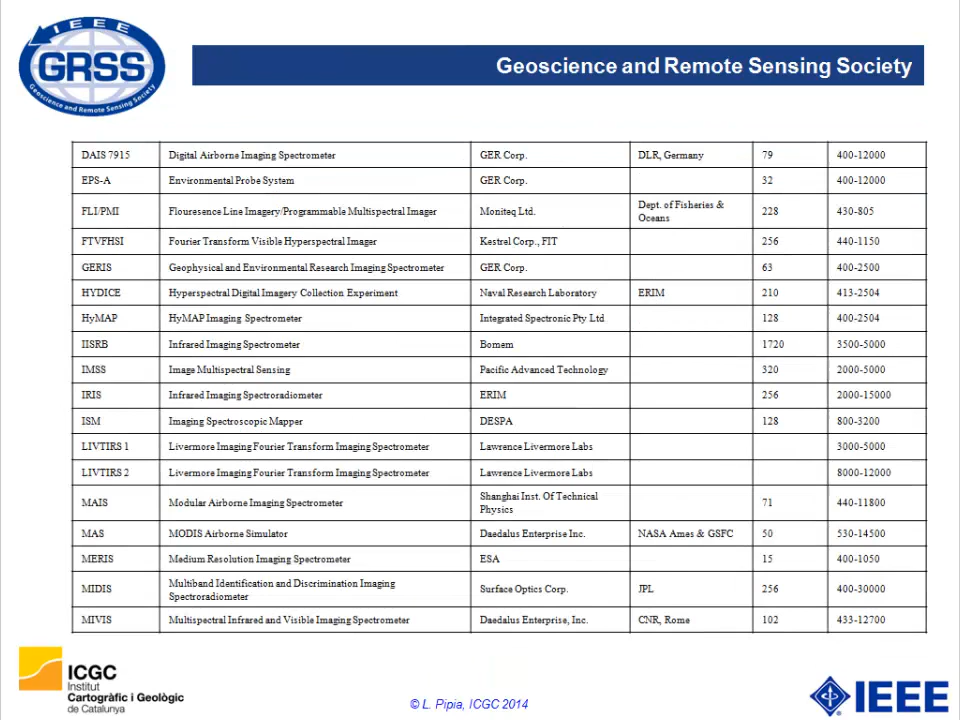 IEEE
GRSS
Geoscience and Remote Sensing Society
Geoscience and Remote Sensing Society
DAIS 7915 Digital Airborne Imaging Spectrometer GER Corp. DLR, Germany 79 400-12000
EPS-A Environmental Probe System GER Corp. 32 400-12000
FLI/PMI Flouresence Line Imagery/Programmable Multispectral Imager Moniteq Ltd. Dept. of Fisheries & 228 430-805
Oceans
FTVFHSI Fourier Transform Visible Hyperspectral Imager Kestrel Corp., FIT 256 440-1150
GERIS Geophysical and Environmental Research Imaging Spectrometer GER Corp. 63 400-2500
HYDICE Hyperspectral Digital Imagery Collection Experiment Naval Research Laboratory ERIM 210 413-2504
HyMAP HyMAP Imaging Spectrometer Integrated Spectronic Pty Ltd 128 400-2504
IISRB Infrared Imaging Spectrometer Bomem 1720 3500-5000
IMSS Image Multispectral Sensing Pacific Advanced Technology 320 2000-5000
IRIS Infrared Imaging Spectroradiometer ERIM 256 2000-15000
ISM Imaging Spectroscopic Mapper DESPA 128 800-3200
LIVTIRS 1 Livermore Imaging Fourier Transform Imaging Spectrometer Lawrence Livermore Labs 3000-5000
LIVTIRS 2 Livermore Imaging Fourier Transform Imaging Spectrometer Lawrence Livermore Labs 8000-12000
MAIS Modular Airborne Imaging Spectrometer Shanghai Inst. Of Technical 71 440-11800
Physics
MAS MODIS Airborne Simulator Daedalus Enterprise Inc. NASA Ames & GSFC 50 530-14500
MERIS Medium Resolution Imaging Spectrometer ESA 15 400-1050
MIDIS Multiband Identification and Discrimination Imaging Surface Optics Corp. JPL 256 400-30000
Spectroradiometer
MIVIS Multispectral Infrared and Visible Imaging Spectrometer Daedalus Enterprise, Inc. CNR, Rome 102 433-12700
ICGC
Institut
Cartogràfic i Geològic
de Catalunya
© L. Pipia, ICGC 2014
IEEE